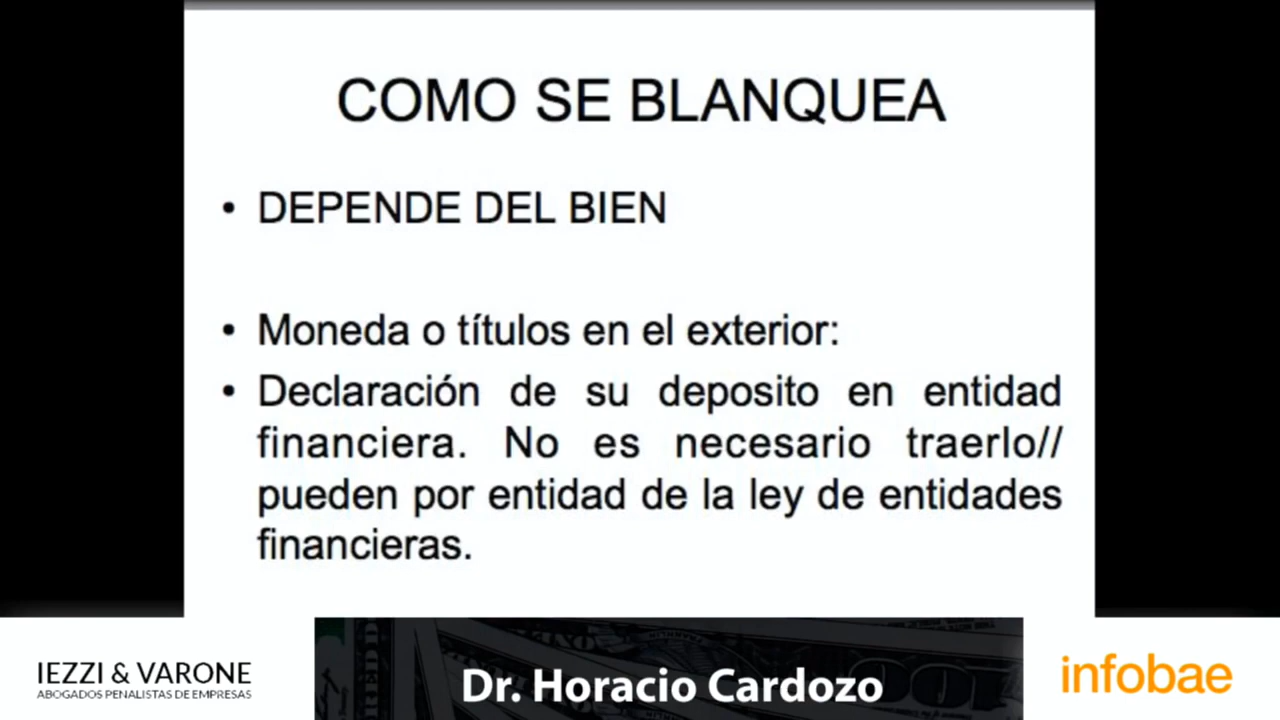 COMO SE BLANQUEA
• DEPENDE DEL BIEN
• Moneda o títulos en el exterior:
• Declaración de su deposito en entidad
financiera. No es necesario traerlo//
pueden por entidad de la ley de entidades
financieras.
IEZZI & VARONE
ABOGADOS PENALISTAS DE EMPRESAS
Dr. Horacio Cardozo
infobae